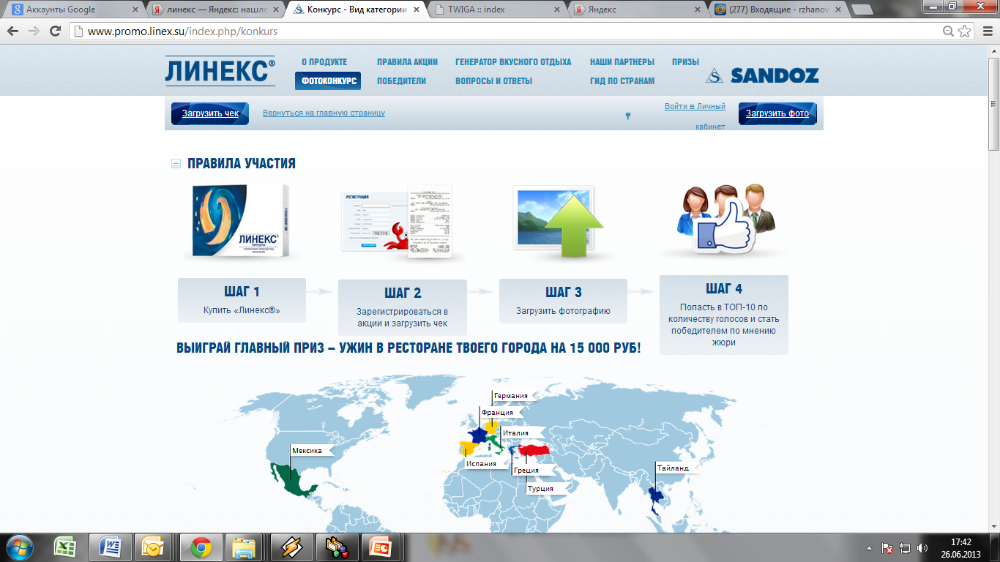 Аккаунты Google
линекс — Яндекс: нашло
Конкурс - Вид категории
TWIGA :: index
Яндекс
(277) Входящие - rzhanov
www.promo.linex.su/index.php/konkurs
ЛИНЕКС®
О ПРОДУКТЕ
ПРАВИЛА АКЦИИ
ГЕНЕРАТОР ВКУСНОГО ОТДЫХА
НАШИ ПАРТНЕРЫ
ПРИЗЫ
ФОТОКОНКУРС
ПОБЕДИТЕЛИ
ВОПРОСЫ И ОТВЕТЫ
ГИД ПО СТРАНАМ
SANDOZ
Загрузить чек
Вернуться на главную страницу
Войти в Личный
кабинет
Загрузить фото
ПРАВИЛА УЧАСТИЯ
ЛИНЕКС®
капсулы
РЕГИСТРАЦИЯ
ШАГ 1
Купить «Линекс®»
ШАГ 2
Зарегистрироваться в
акции и загрузить чек
ШАГ 3
Загрузить фотографию
ШАГ 4
Попасть в ТОП-10 по
количеству голосов и стать
победителем по мнению
жюри
ВЫИГРАЙ ГЛАВНЫЙ ПРИЗ – УЖИН В РЕСТОРАНЕ ТВОЕГО ГОРОДА НА 15 000 РУБ!
Германия
Франция
Италия
Мексика
Испания
Греция
Тайланд
Турция
17:42
26.06.2013